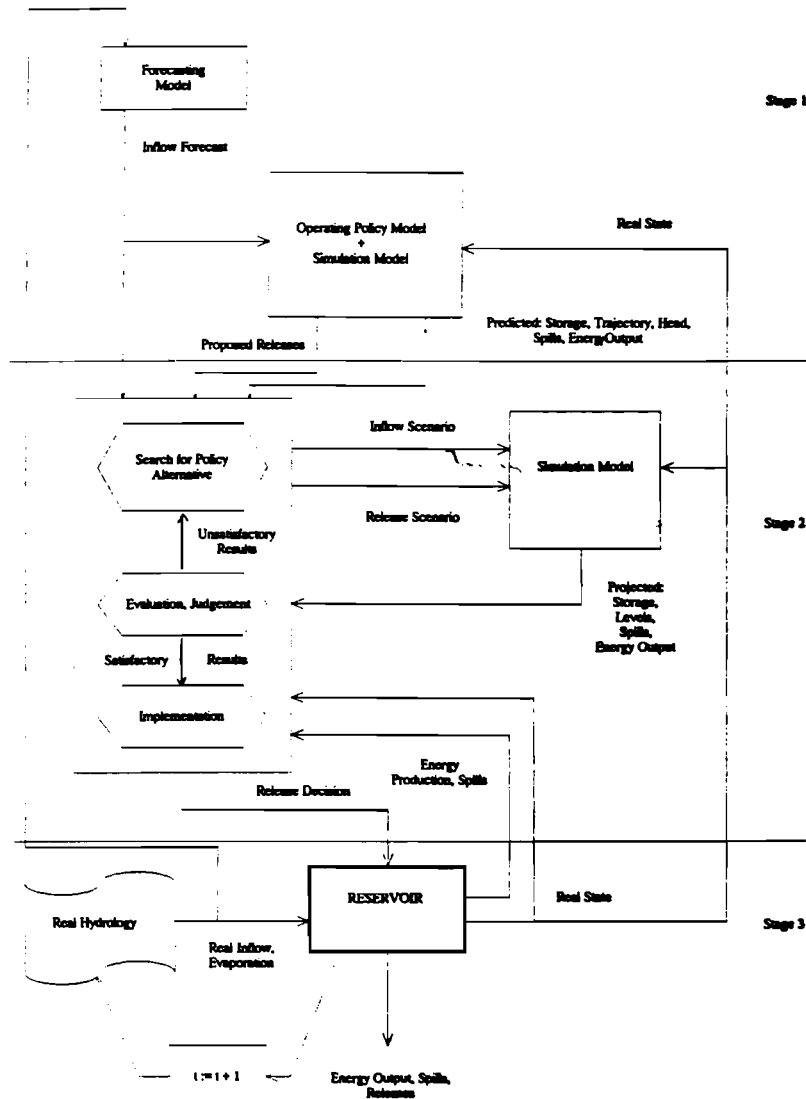 Forecasting
Model
Stage 1
Inflow Forecast
Operating Policy Model
+
Simulation Model
Real State
Proposed Releases
Predicted: Storage, Trajectory, Head,
Spills, EnergyOutput
Search for Policy
Alternative
Inflow Scenario
Simulation Model
Release Scenario
Stage 2
Unsatisfactory
Results
Evaluation, Judgement
Projected:
Storage,
Levels,
Spills,
Energy Output
Satisfactory Results
Implementation
Energy
Production, Spills
Release Decision
RESERVOIR
Real State
Real Hydrology
Stage 3
Real Inflow,
Evaporation
t := t + 1
Energy Output, Spills,
Releases